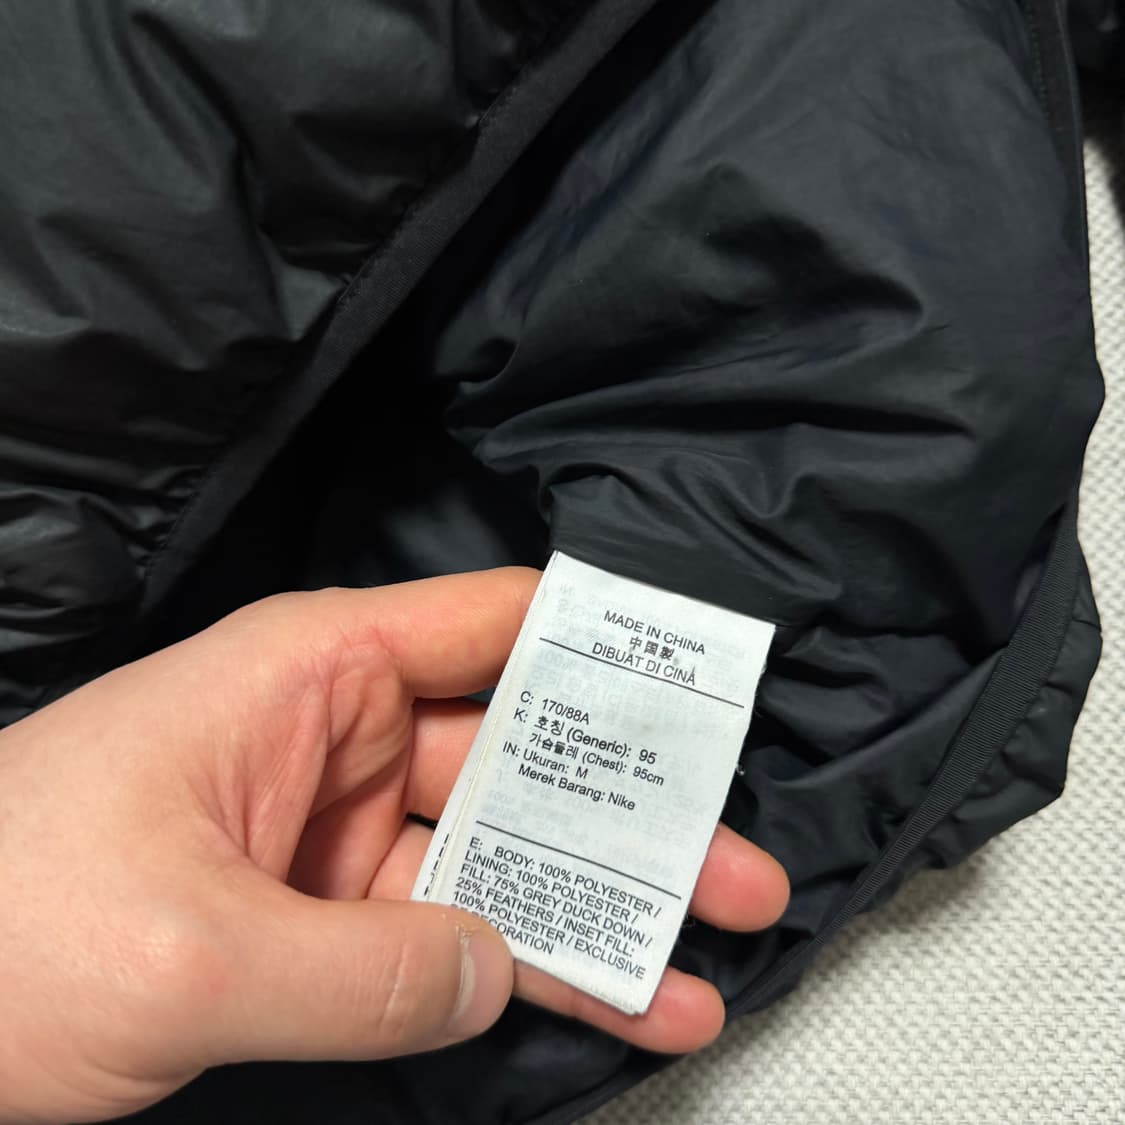 MADE IN CHINA
中国製
DIBUAT DI CINA
C: 170/88A
K: 호칭 (Generic): 95
가슴둘레 (Chest): 95cm
IN: Ukuran: M
Merek Barang: Nike
E: BODY: 100% POLYESTER /
LINING: 100% POLYESTER /
FILL: 75% GREY DUCK DOWN /
25% FEATHERS / INSET FILL:
100% POLYESTER / EXCLUSIVE
DECORATION